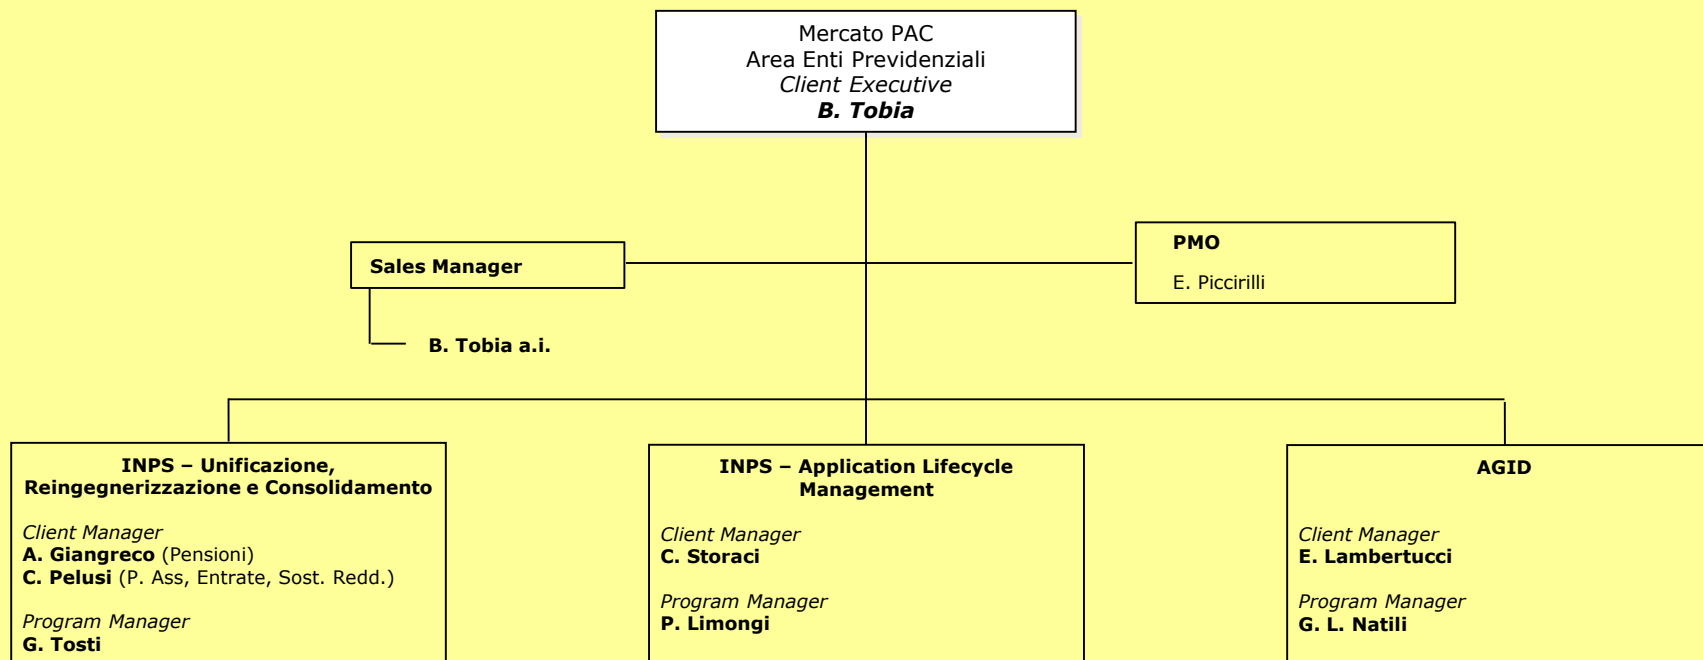 Mercato PAC
Area Enti Previdenziali
Client Executive
B. Tobia
Sales Manager
B. Tobia a.i.
PMO
E. Piccirilli
INPS – Unificazione,
Reingegnerizzazione e Consolidamento
Client Manager
A. Giangreco (Pensioni)
C. Pelusi (P. Ass, Entrate, Sost. Redd.)
Program Manager
G. Tosti
INPS – Application Lifecycle
Management
Client Manager
C. Storaci
Program Manager
P. Limongi
AGID
Client Manager
E. Lambertucci
Program Manager
G. L. Natili